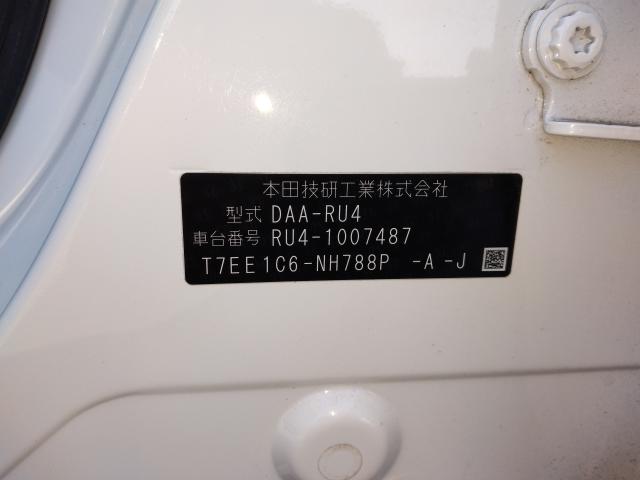 本田技研工業株式会社
型式 DAA-RU4
車台番号 RU4-1007487
T7EE1C6-NH788P -A-J